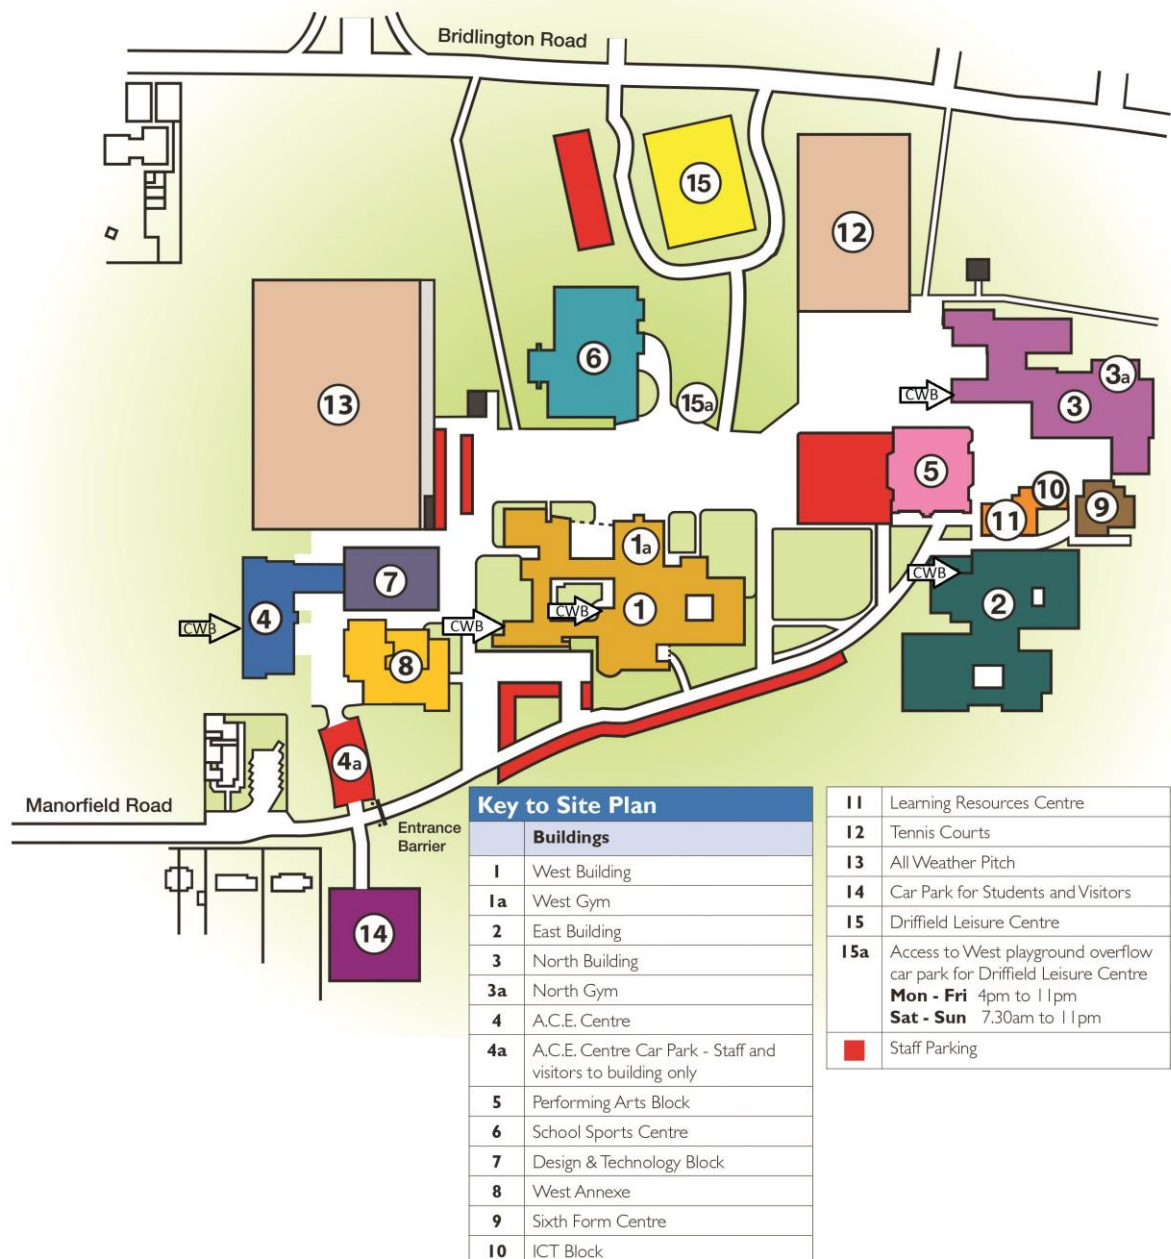 Bridlington Road
15
12
6
13
15a
3a
3
CWB
5
10
11
9
1a
7
CWB
2
4
CWB
CWB
CWB
1
8
4a
Manorfield Road
Entrance
Barrier
14
Key to Site Plan
Buildings
1 West Building
1a West Gym
2 East Building
3 North Building
3a North Gym
4 A.C.E. Centre
4a A.C.E. Centre Car Park - Staff and
visitors to building only
5 Performing Arts Block
6 School Sports Centre
7 Design & Technology Block
8 West Annexe
9 Sixth Form Centre
10 ICT Block
11 Learning Resources Centre
12 Tennis Courts
13 All Weather Pitch
14 Car Park for Students and Visitors
15 Driffield Leisure Centre
15a Access to West playground overflow
car park for Driffield Leisure Centre
Mon - Fri 4pm to 11pm
Sat - Sun 7.30am to 11pm
Staff Parking